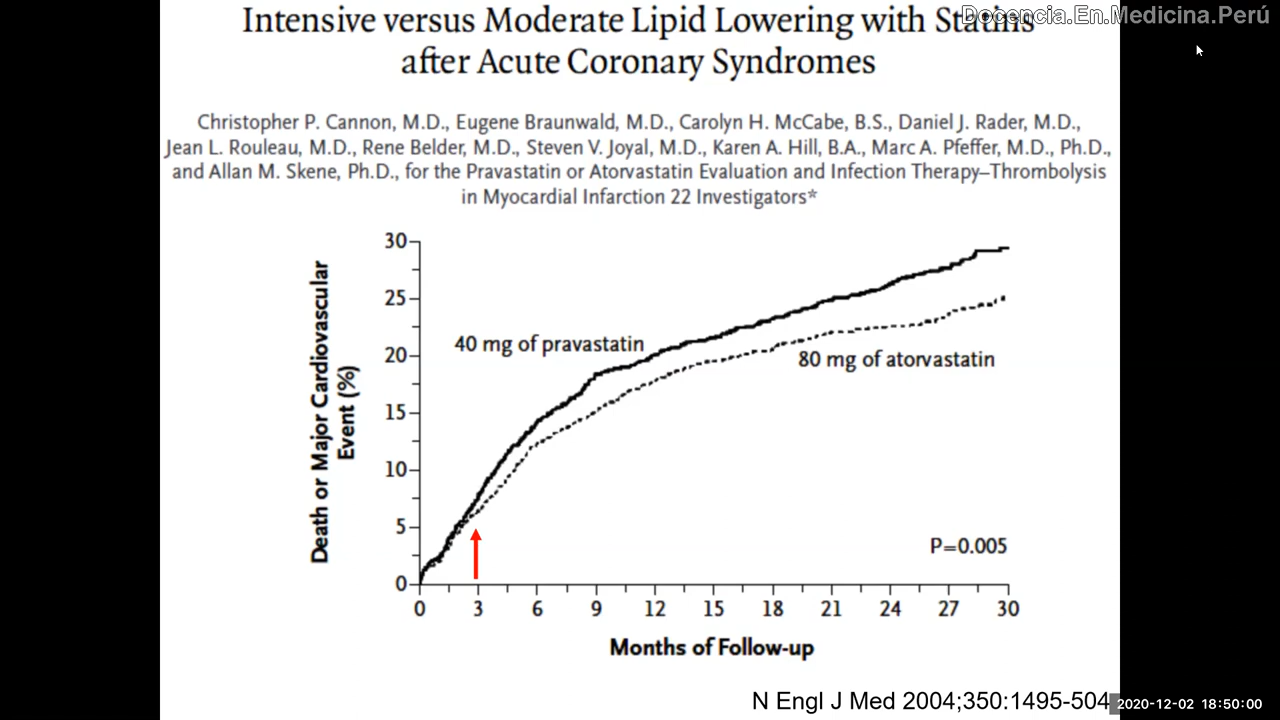 Intensive versus Moderate Lipid Lowering with Statins
Docencia.En.Medicina.Perú
after Acute Coronary Syndromes
Christopher P. Cannon, M.D., Eugene Braunwald, M.D., Carolyn H. McCabe, B.S., Daniel J. Rader, M.D.,
Jean L. Rouleau, M.D., Rene Belder, M.D., Steven V. Joyal, M.D., Karen A. Hill, B.A., Marc A. Pfeffer, M.D., Ph.D.,
and Allan M. Skene, Ph.D., for the Pravastatin or Atorvastatin Evaluation and Infection Therapy–Thrombolysis
in Myocardial Infarction 22 Investigators*
Death or Major Cardiovascular
Event (%)
30
25
20
15
10
5
0
40 mg of pravastatin
80 mg of atorvastatin
P=0.005
0 3 6 9 12 15 18 21 24 27 30
Months of Follow-up
N Engl J Med 2004;350:1495-504
2020-12-02 18:50:00